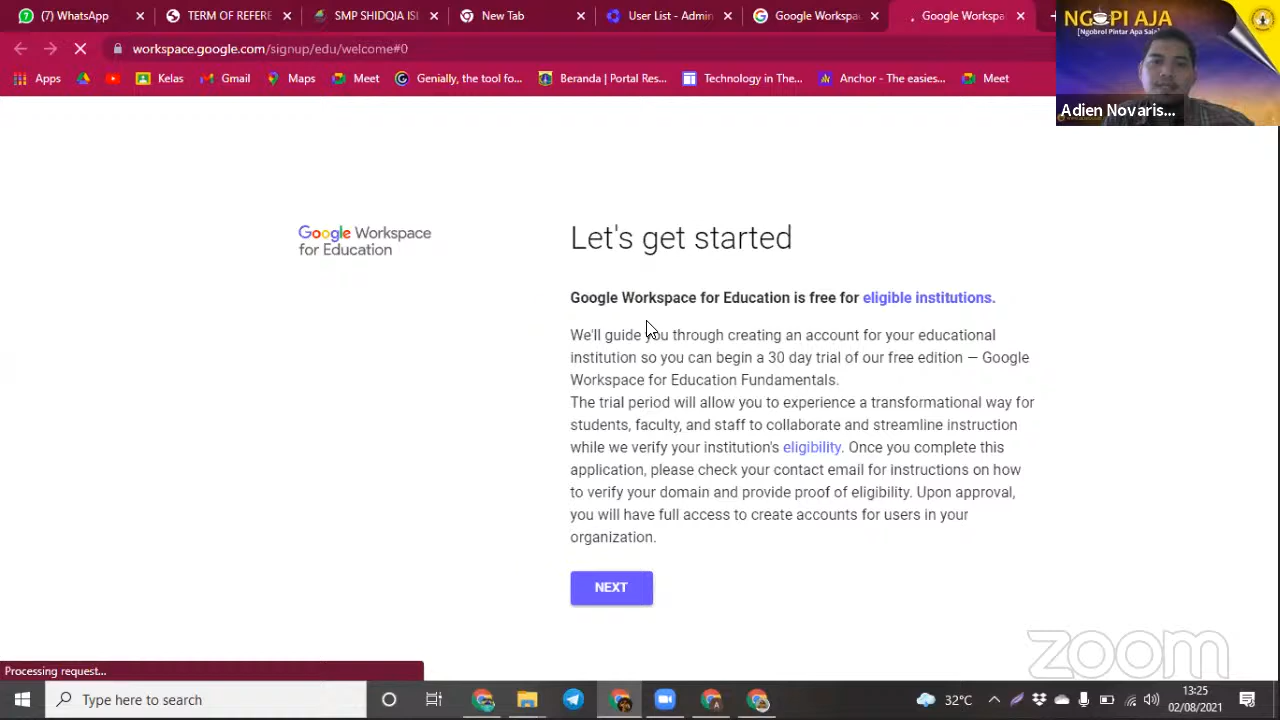 (7) WhatsApp
TERM OF REFERE
SMP SHIDQIA ISL
New Tab
User List - Admin
Google Workspa
Google Workspa
workspace.google.com/signup/edu/welcome#0
Apps
Kelas
Gmail
Maps
Meet
Genially, the tool fo...
Beranda | Portal Res...
Technology in The...
Anchor - The easies...
Meet
NGOPI AJA
[Ngobrol Pintar Apa Saja]
Adien Novaris...
Google Workspace
for Education
Let's get started
Google Workspace for Education is free for eligible institutions.
We'll guide you through creating an account for your educational
institution so you can begin a 30 day trial of our free edition — Google
Workspace for Education Fundamentals.
The trial period will allow you to experience a transformational way for
students, faculty, and staff to collaborate and streamline instruction
while we verify your institution's eligibility. Once you complete this
application, please check your contact email for instructions on how
to verify your domain and provide proof of eligibility. Upon approval,
you will have full access to create accounts for users in your
organization.
NEXT
zoom
Processing request...
Type here to search
32°C
13:25
02/08/2021